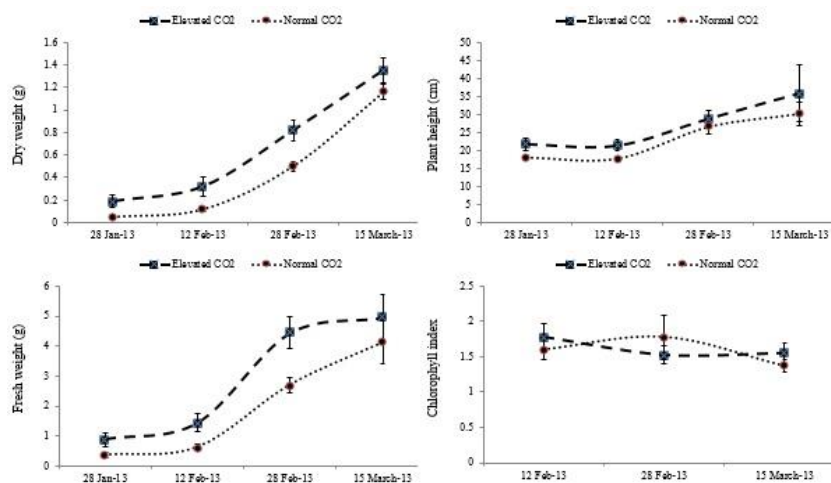 Elevated CO2 Normal CO2
Dry weight (g)
1.6
1.4
1.2
1
0.8
0.6
0.4
0.2
0
28 Jan-13 12 Feb-13 28 Feb-13 15 March-13
Elevated CO2 Normal CO2
Plant height (cm)
50
45
40
35
30
25
20
15
10
5
0
28 Jan-13 12 Feb-13 28 Feb-13 15 March-13
Elevated CO2 Normal CO2
Fresh weight (g)
6
5
4
3
2
1
0
28 Jan-13 12 Feb-13 28 Feb-13 15 March-13
Elevated CO2 Normal CO2
Chlorophyll index
2.5
2
1.5
1
12 Feb-13 28 Feb-13 15 March-13